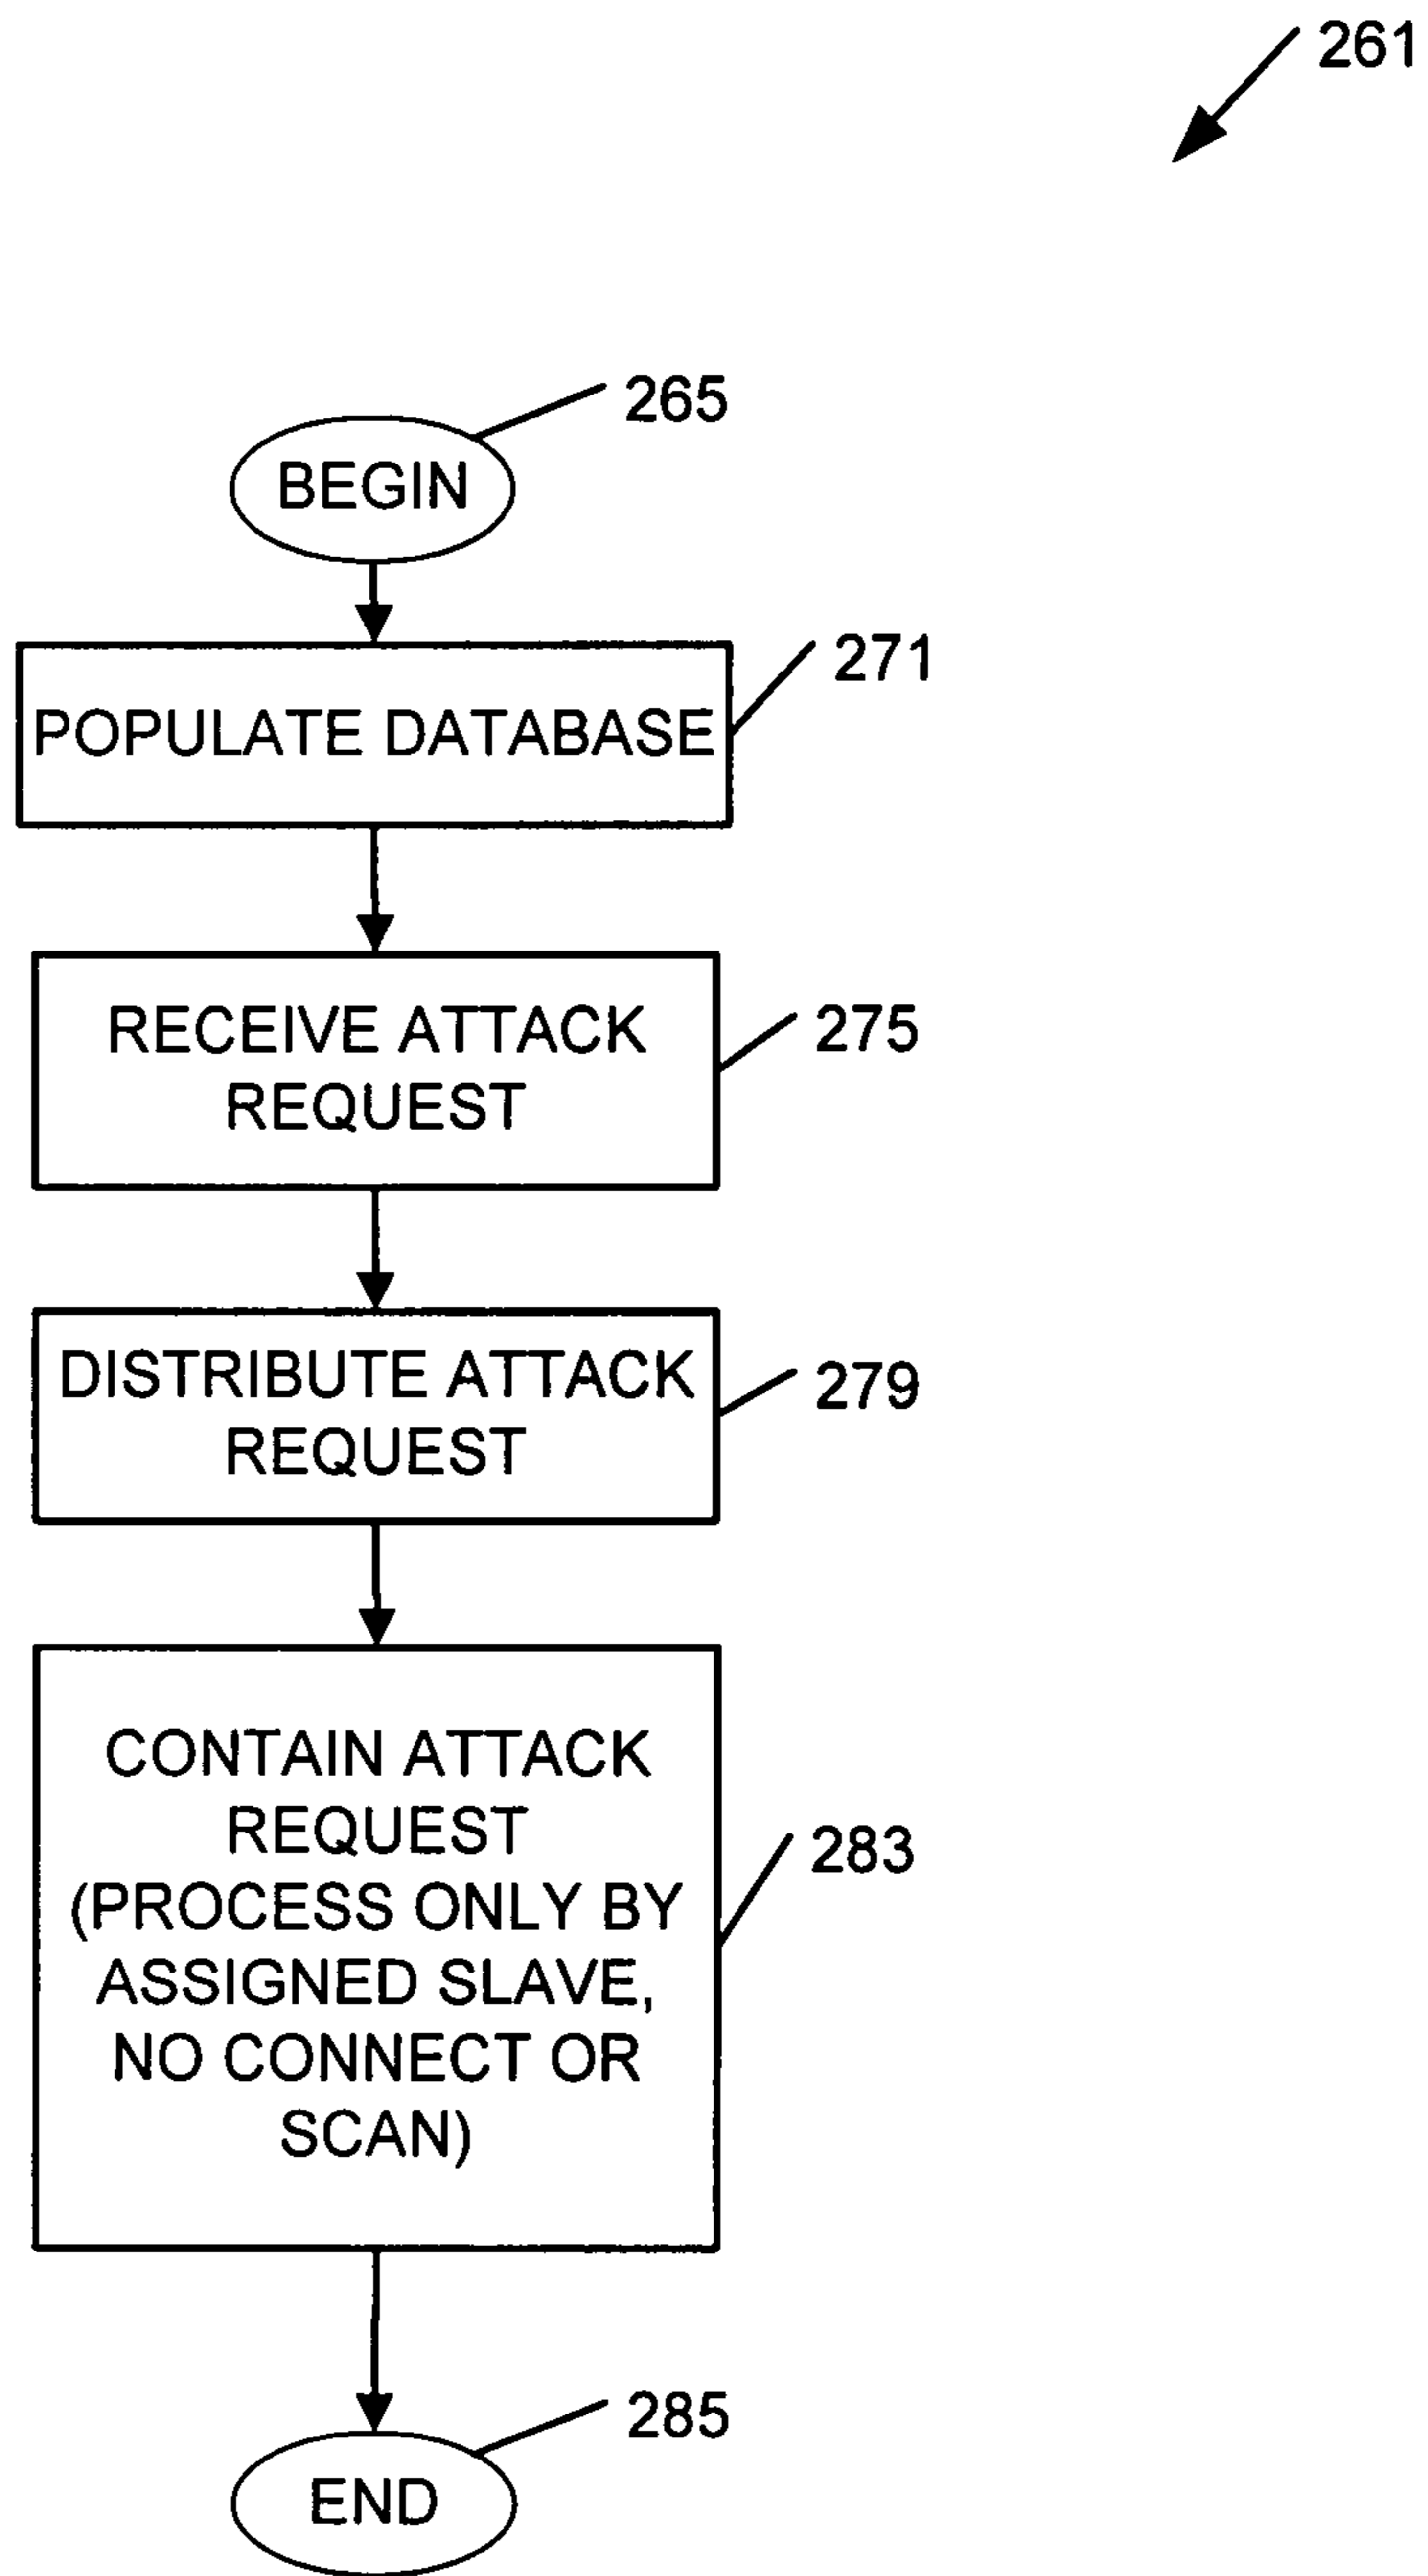 261
265
BEGIN
271
POPULATE DATABASE
RECEIVE ATTACK
REQUEST
275
DISTRIBUTE ATTACK
REQUEST
279
CONTAIN ATTACK
REQUEST
(PROCESS ONLY BY
ASSIGNED SLAVE,
NO CONNECT OR
SCAN)
283
285
END